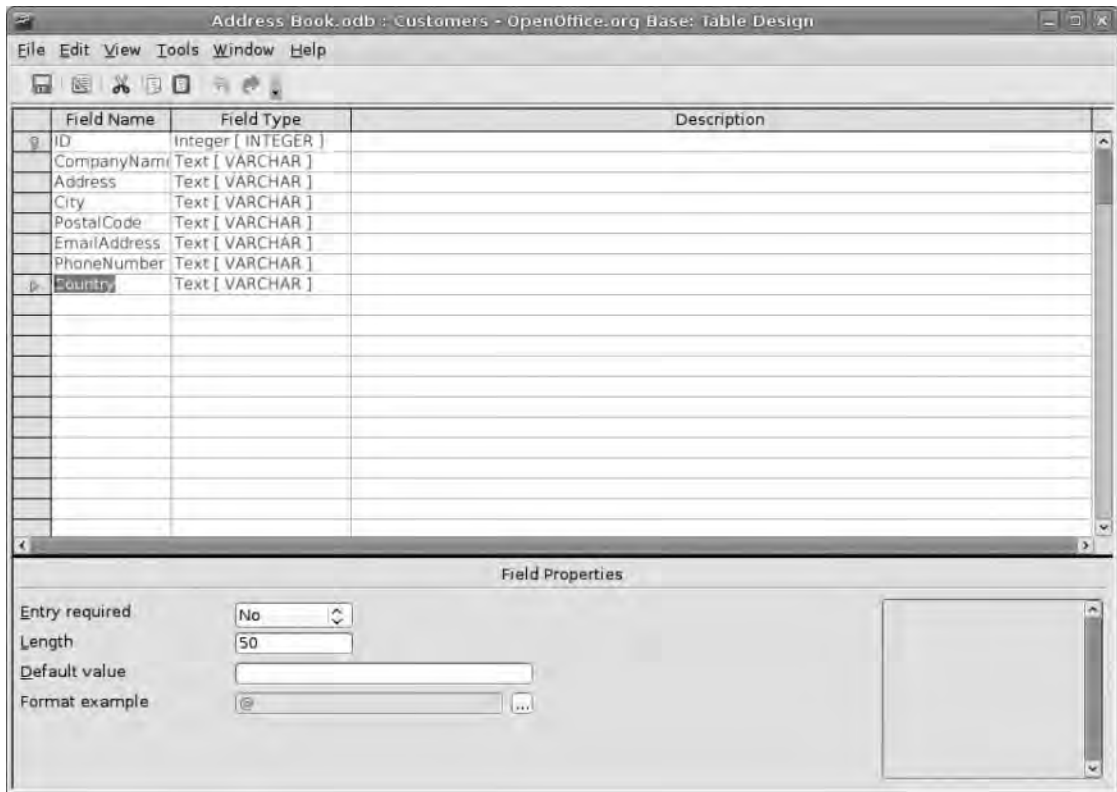 Address Book.odb : Customers - OpenOffice.org Base: Table Design
File Edit View Tools Window Help
Field Name Field Type Description
ID Integer [ INTEGER ]
CompanyNam Text [ VARCHAR ]
Address Text [ VARCHAR ]
City Text [ VARCHAR ]
PostalCode Text [ VARCHAR ]
EmailAddress Text [ VARCHAR ]
PhoneNumber Text [ VARCHAR ]
Country Text [ VARCHAR ]
Field Properties
Entry required No
Length 50
Default value
Format example @ ...